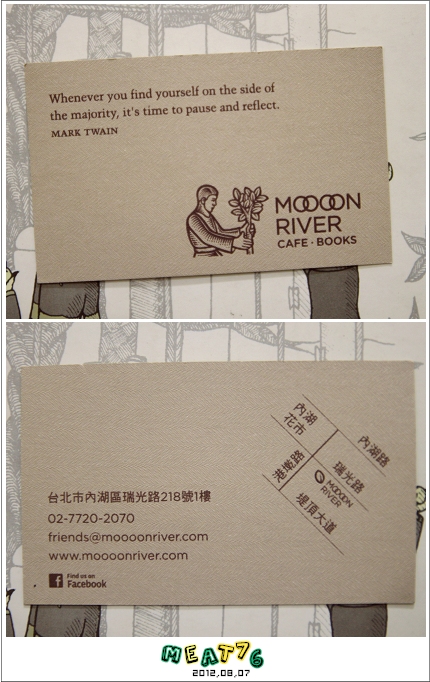 Whenever you find yourself on the side of
the majority, it's time to pause and reflect.
MARK TWAIN
MOOOON
RIVER
CAFE · BOOKS
內湖
花市
內湖路
港墘路
瑞光路
MOOOON
RIVER
堤頂大道
台北市內湖區瑞光路218號1樓
02-7720-2070
friends@moooonriver.com
www.moooonriver.com
f Find us on
Facebook
MEAT76
2012,08,07